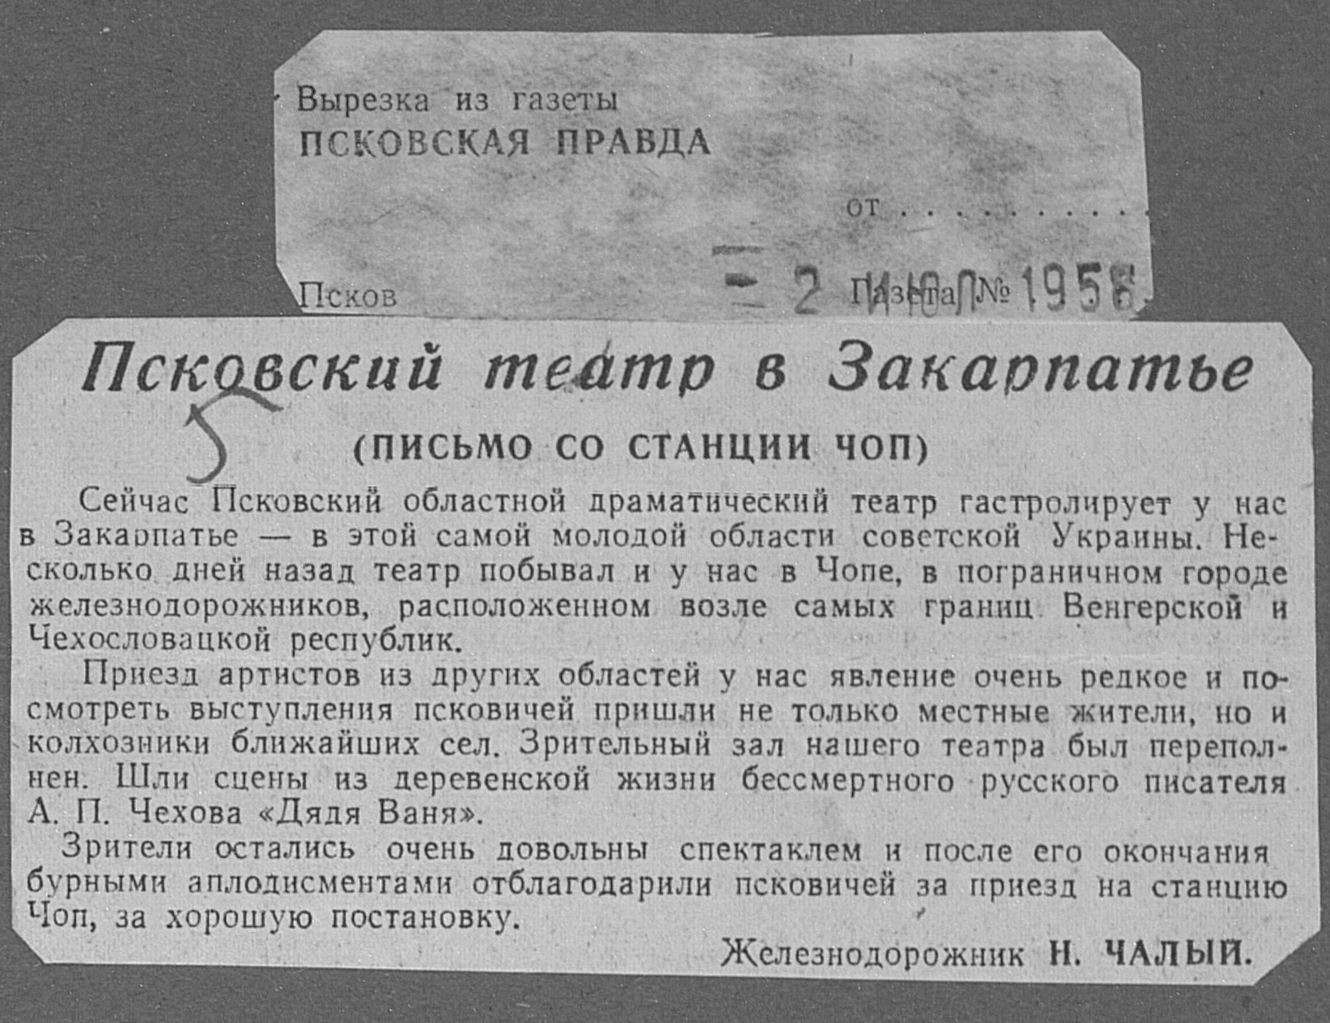 Вырезка из газеты
ПСКОВСКАЯ ПРАВДА
от . . . . . . . . . .
- 2 ИЮЛ 195
Псков
Газета №
Псковский театр в Закарпатье
(ПИСЬМО СО СТАНЦИИ ЧОП)
Сейчас Псковский областной драматический театр гастролирует у нас
в Закарпатье — в этой самой молодой области советской Украины. Не-
сколько дней назад театр побывал и у нас в Чопе, в пограничном городе
железнодорожников, расположенном возле самых границ Венгерской и
Чехословацкой республик.
Приезд артистов из других областей у нас явление очень редкое и по-
смотреть выступления псковичей пришли не только местные жители, но и
колхозники ближайших сел. Зрительный зал нашего театра был перепол-
нен. Шли сцены из деревенской жизни бессмертного русского писателя
А. П. Чехова «Дядя Ваня».
Зрители остались очень довольны спектаклем и после его окончания
бурными аплодисментами отблагодарили псковичей за приезд на станцию
Чоп, за хорошую постановку.
Железнодорожник Н. ЧАЛЫЙ.